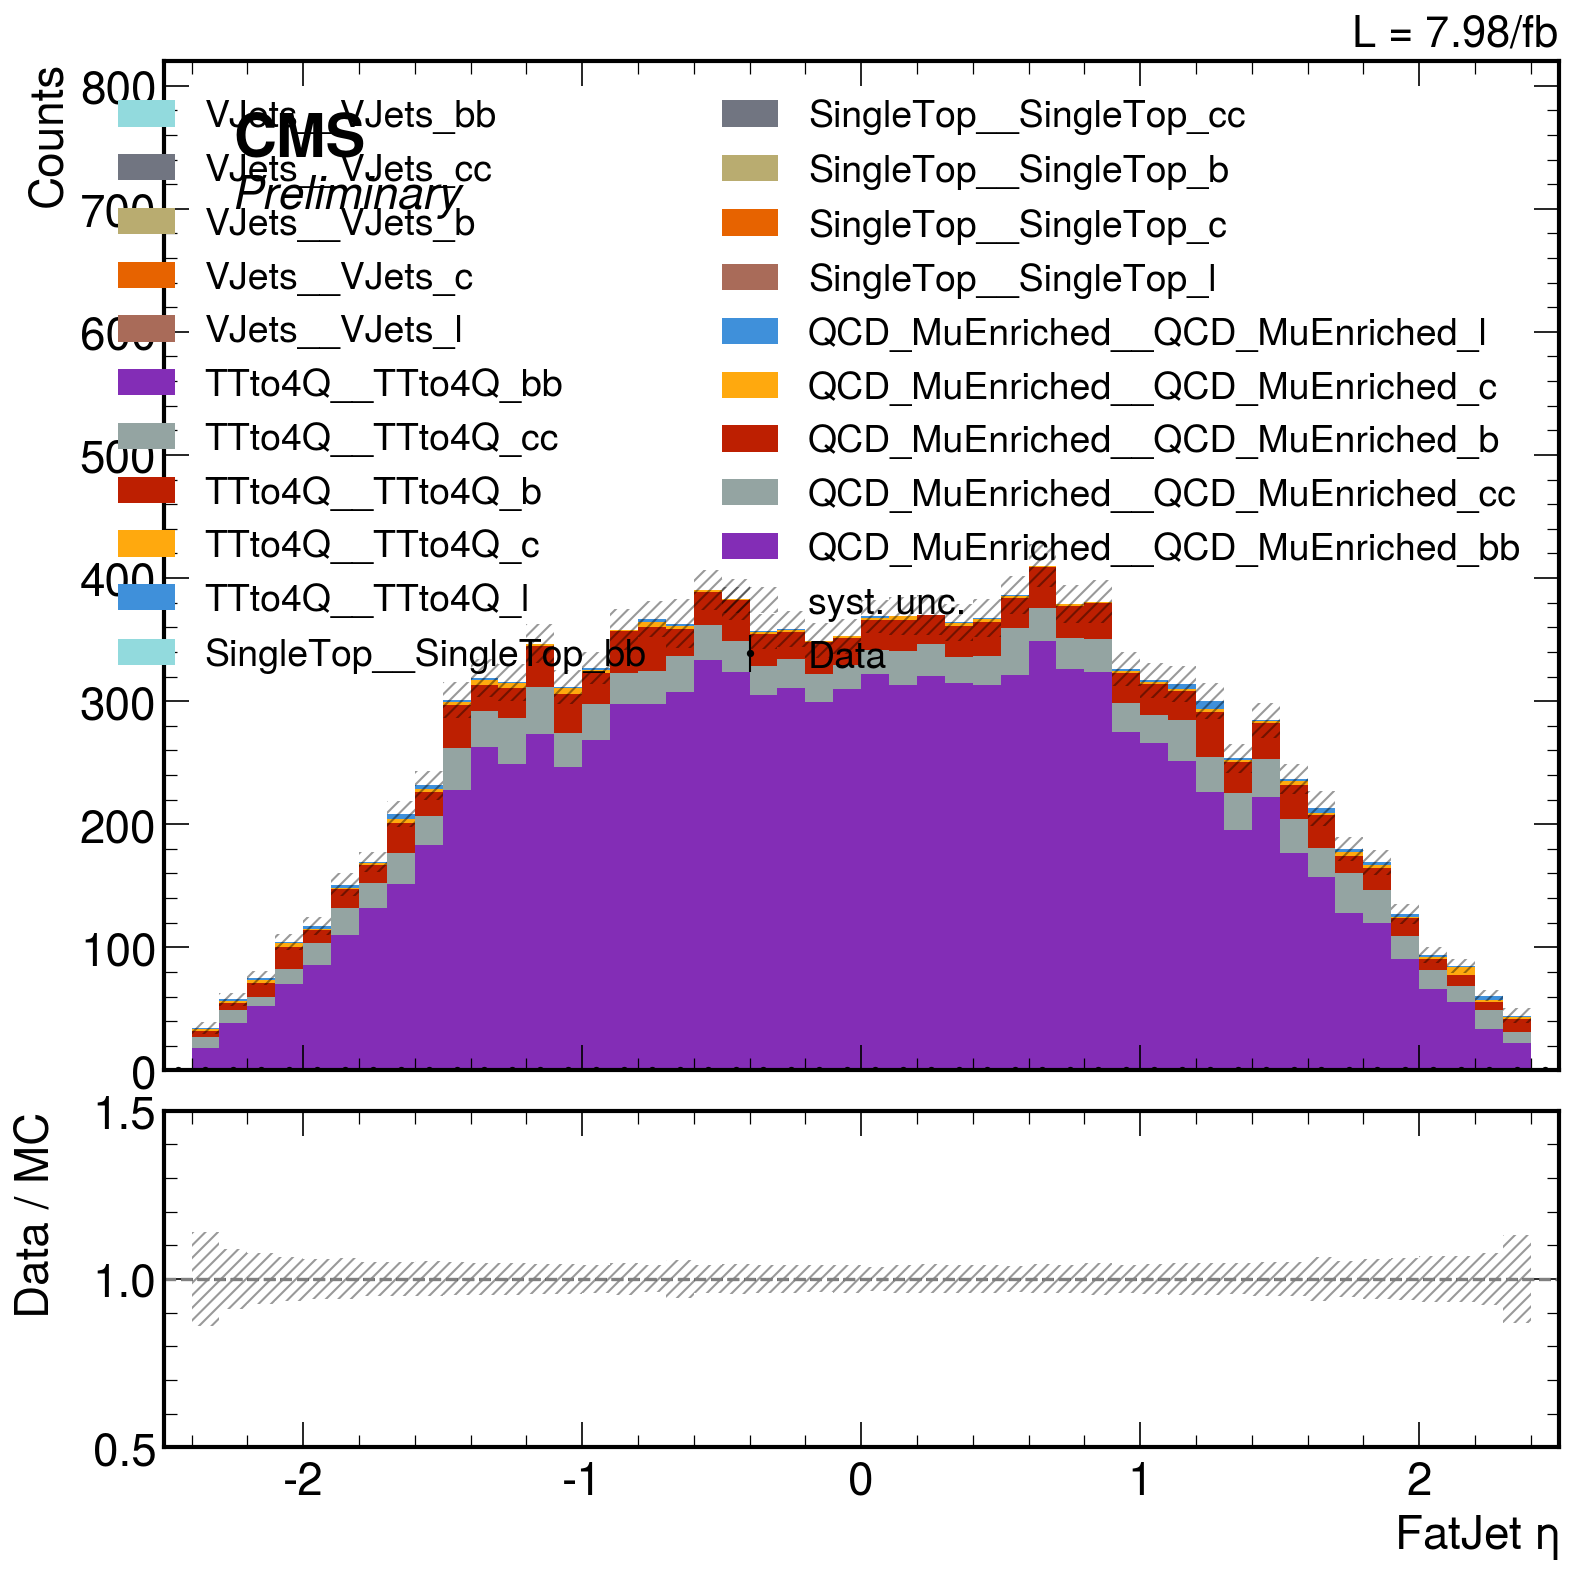 L = 7.98/fb
Counts
800
700
600
500
400
300
200
100
0
CMS
Preliminary
VJets__VJets_bb
VJets__VJets_cc
VJets__VJets_b
VJets__VJets_c
VJets__VJets_l
TTto4Q__TTto4Q_bb
TTto4Q__TTto4Q_cc
TTto4Q__TTto4Q_b
TTto4Q__TTto4Q_c
TTto4Q__TTto4Q_l
SingleTop__SingleTop_bb
SingleTop__SingleTop_cc
SingleTop__SingleTop_b
SingleTop__SingleTop_c
SingleTop__SingleTop_l
QCD_MuEnriched__QCD_MuEnriched_l
QCD_MuEnriched__QCD_MuEnriched_c
QCD_MuEnriched__QCD_MuEnriched_b
QCD_MuEnriched__QCD_MuEnriched_cc
QCD_MuEnriched__QCD_MuEnriched_bb
syst. unc.
Data
Data / MC
1.5
1.0
0.5
-2 -1 0 1 2
FatJet η